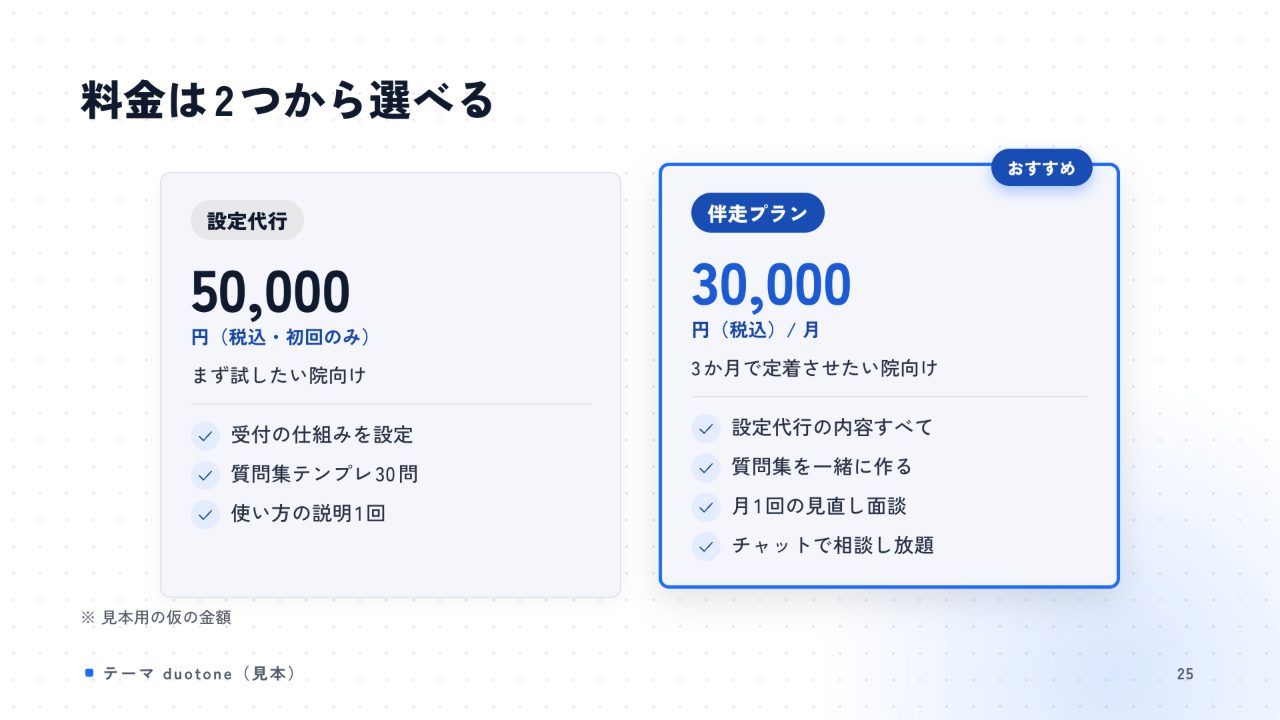 料金は2つから選べる
設定代行
50,000
円（税込・初回のみ）
まず試したい院向け
受付の仕組みを設定
質問集テンプレ30問
使い方の説明1回
おすすめ
伴走プラン
30,000
円（税込）/ 月
3か月で定着させたい院向け
設定代行の内容すべて
質問集を一緒に作る
月1回の見直し面談
チャットで相談し放題
※ 見本用の仮の金額
テーマ duotone（見本）
25